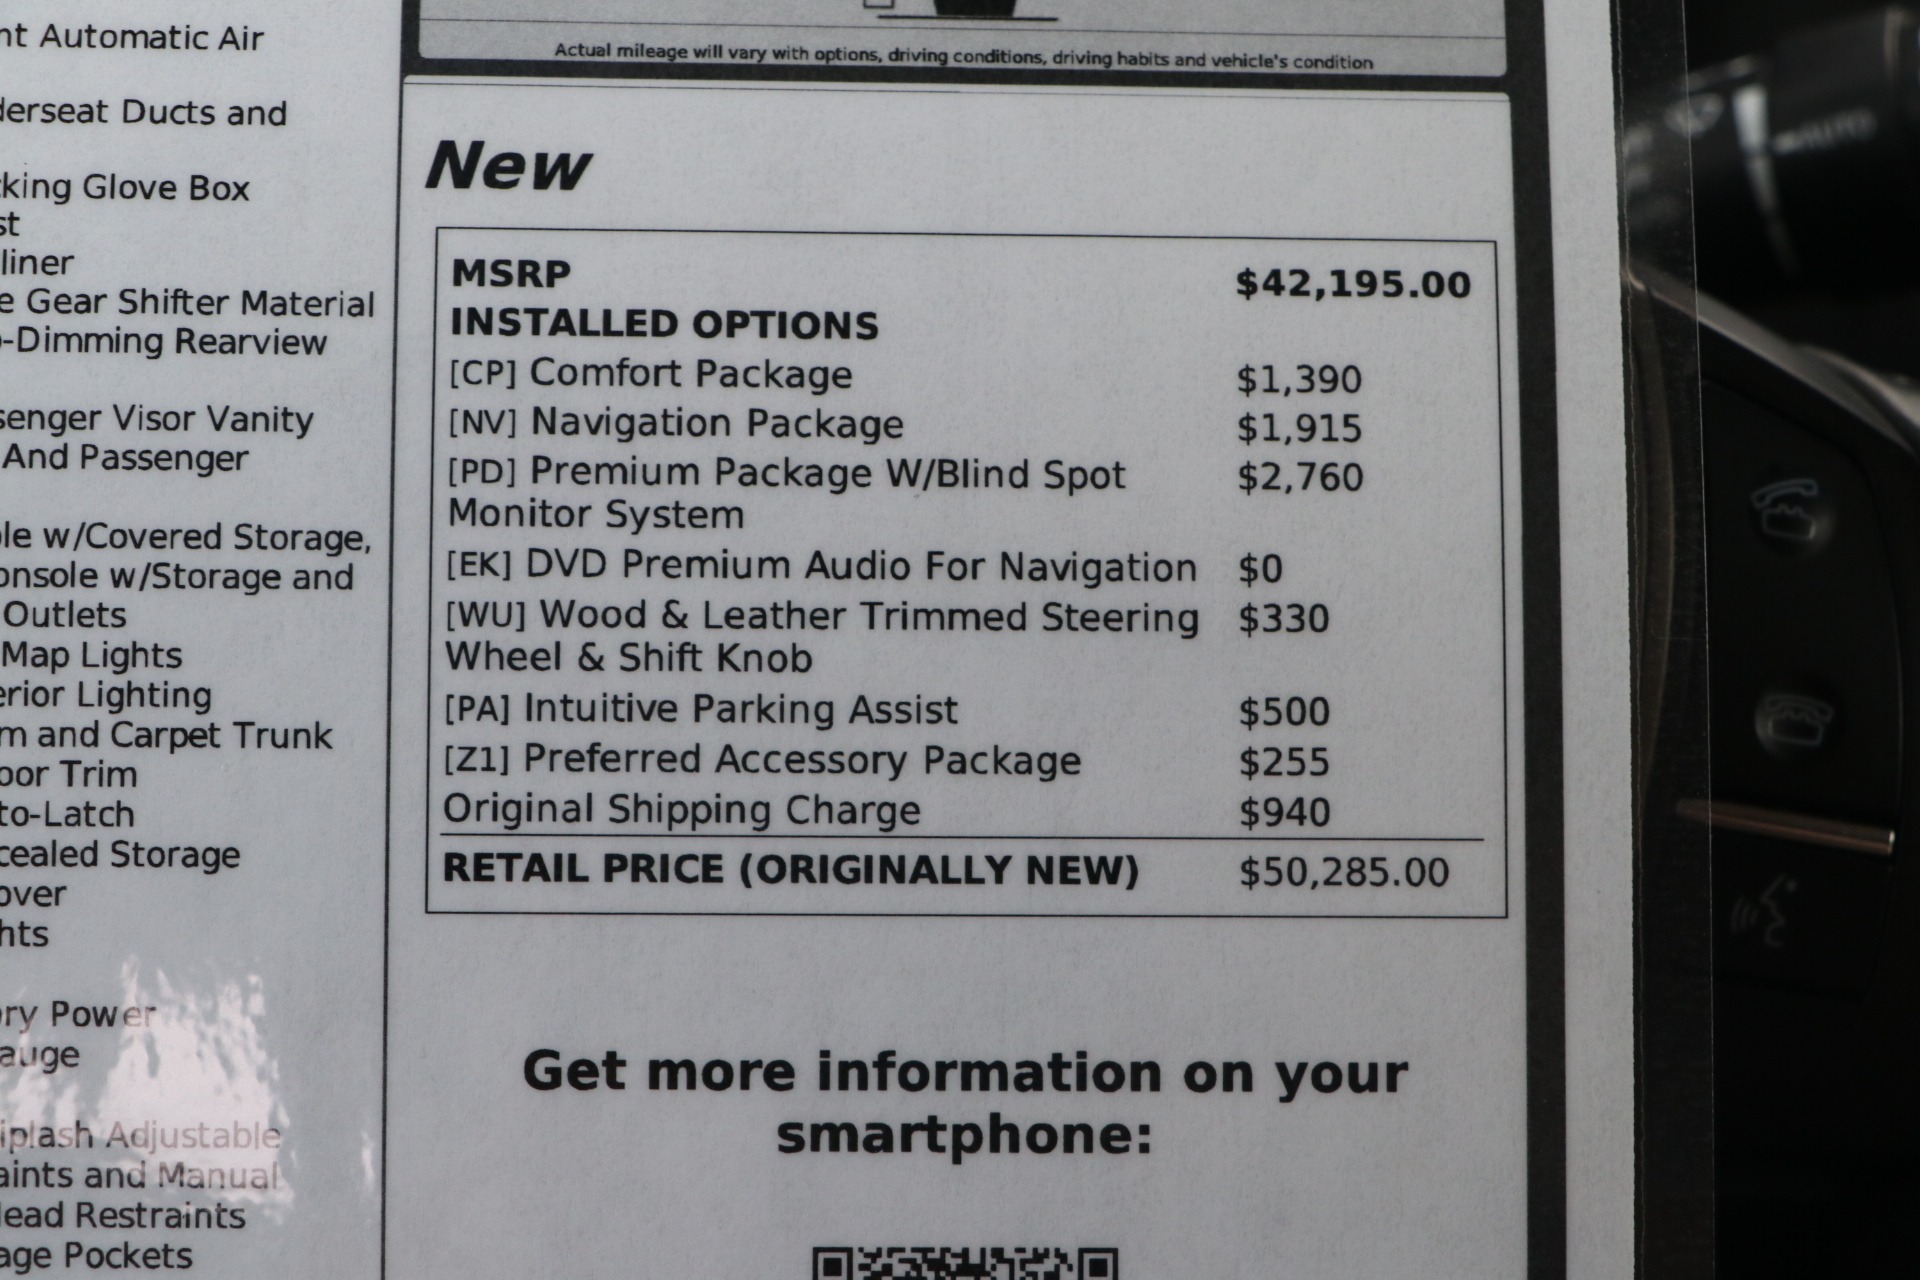 nt Automatic Air
derseat Ducts and
cking Glove Box
st
liner
e Gear Shifter Material
o-Dimming Rearview
senger Visor Vanity
And Passenger
ole w/Covered Storage,
onsole w/Storage and
Outlets
Map Lights
erior Lighting
m and Carpet Trunk
oor Trim
to-Latch
cealed Storage
over
hts
ory Power
auge
iplash Adjustable
aints and Manual
Head Restraints
age Pockets
Actual mileage will vary with options, driving conditions, driving habits and vehicle's condition
New
MSRP $42,195.00
INSTALLED OPTIONS
[CP] Comfort Package $1,390
[NV] Navigation Package $1,915
[PD] Premium Package W/Blind Spot $2,760
Monitor System
[EK] DVD Premium Audio For Navigation $0
[WU] Wood & Leather Trimmed Steering $330
Wheel & Shift Knob
[PA] Intuitive Parking Assist $500
[Z1] Preferred Accessory Package $255
Original Shipping Charge $940
RETAIL PRICE (ORIGINALLY NEW) $50,285.00
Get more information on your
smartphone: